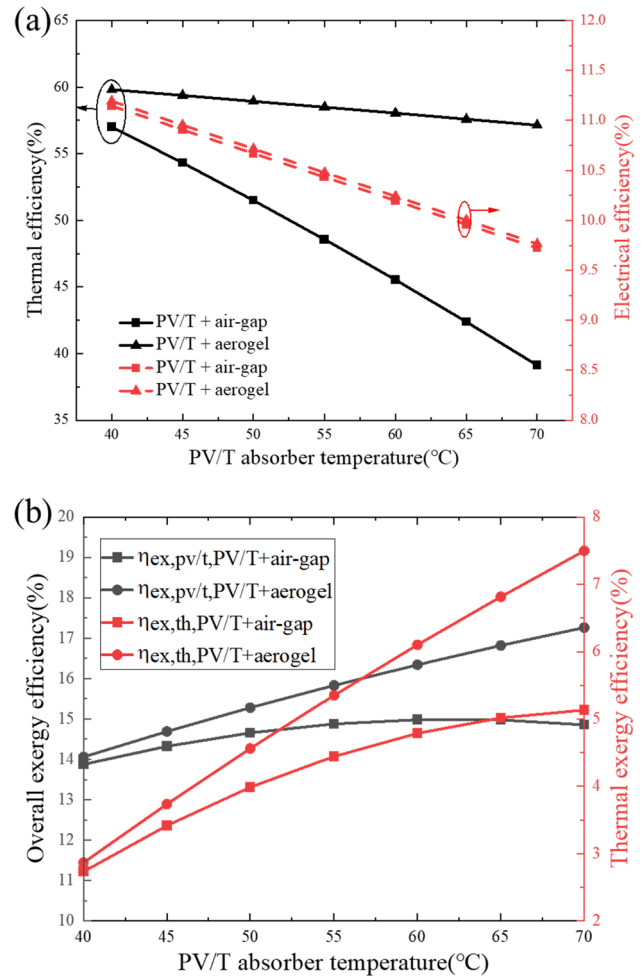 (a)
65
60
55
50
45
40
35
Thermal efficiency(%)
12.0
11.5
11.0
10.5
10.0
9.5
9.0
8.5
8.0
Electrical efficiency(%)
PV/T + air-gap
PV/T + aerogel
PV/T + air-gap
PV/T + aerogel
40 45 50 55 60 65 70
PV/T absorber temperature(°C)
(b)
20
19
18
17
16
15
14
13
12
11
10
Overall exergy efficiency(%)
8
7
6
5
4
3
2
Thermal exergy efficiency(%)
ηex,pv/t,PV/T+air-gap
ηex,pv/t,PV/T+aerogel
ηex,th,PV/T+air-gap
ηex,th,PV/T+aerogel
40 45 50 55 60 65 70
PV/T absorber temperature(°C)